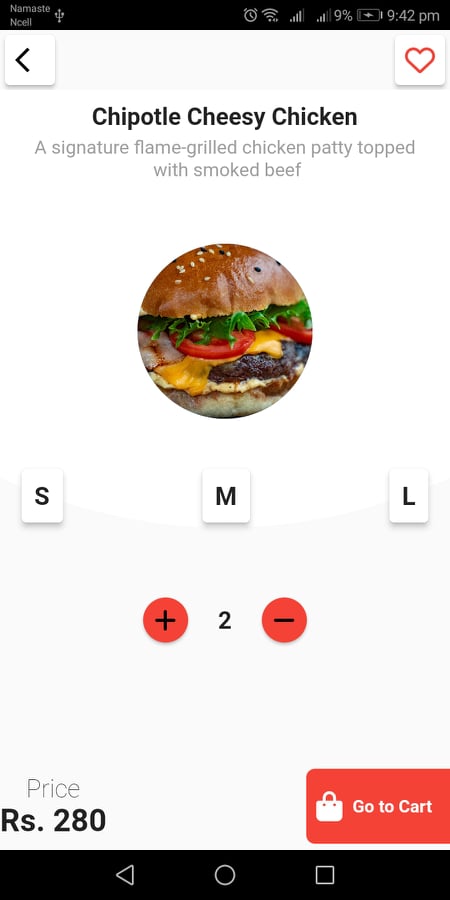 Namaste
Ncell
9% 9:42 pm
Chipotle Cheesy Chicken
A signature flame-grilled chicken patty topped
with smoked beef
S M L
2
Price
Rs. 280
Go to Cart